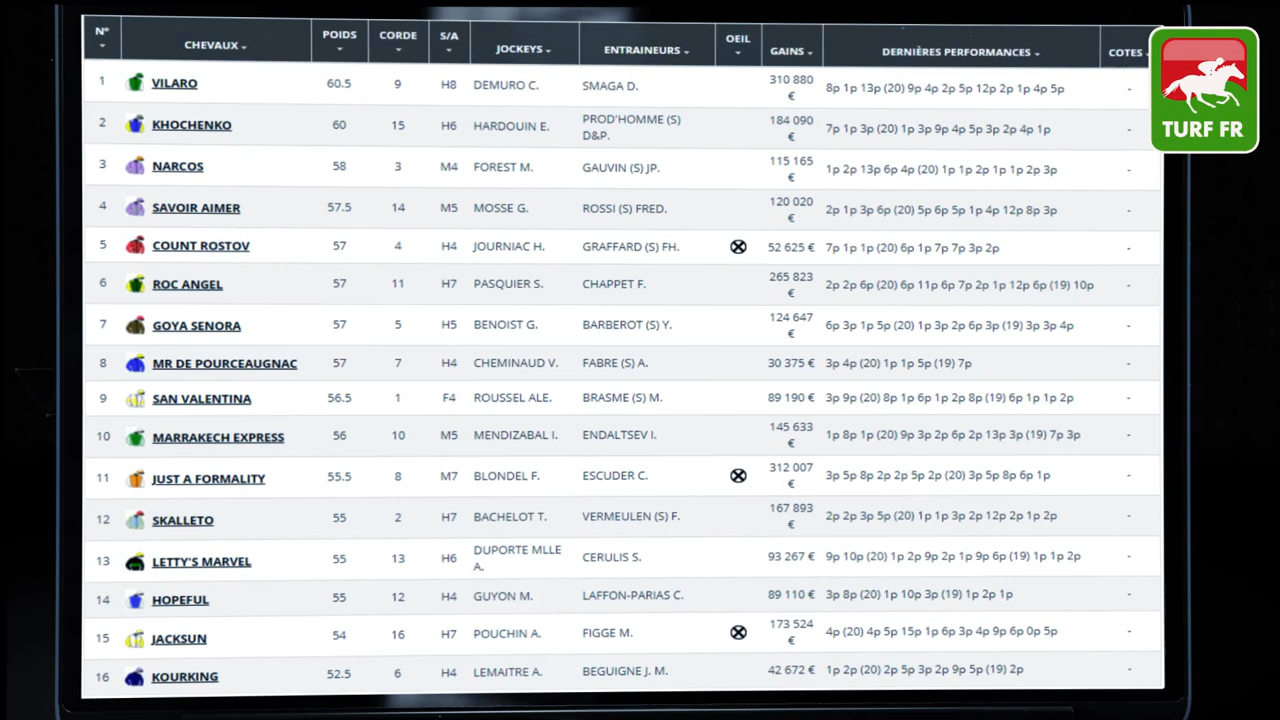 N° CHEVAUX POIDS CORDE S/A JOCKEYS ENTRAINEURS OEIL GAINS DERNIÈRES PERFORMANCES COTES
1 VILARO 60.5 9 H8 DEMURO C. SMAGA D. 310 880 € 8p 1p 13p (20) 9p 4p 2p 5p 12p 2p 1p 4p 5p -
2 KHOCHENKO 60 15 H6 HARDOUIN E. PROD'HOMME (S) D&P. 184 090 € 7p 1p 3p (20) 1p 3p 9p 4p 5p 3p 2p 4p 1p -
3 NARCOS 58 3 M4 FOREST M. GAUVIN (S) JP. 115 165 € 1p 2p 13p 6p 4p (20) 1p 1p 2p 1p 1p 2p 3p -
4 SAVOIR AIMER 57.5 14 M5 MOSSE G. ROSSI (S) FRED. 120 020 € 2p 1p 3p 6p (20) 5p 6p 5p 1p 4p 12p 8p 3p -
5 COUNT ROSTOV 57 4 H4 JOURNIAC H. GRAFFARD (S) FH. 52 625 € 7p 1p 1p (20) 6p 1p 7p 7p 3p 2p -
6 ROC ANGEL 57 11 H7 PASQUIER S. CHAPPET F. 265 823 € 2p 2p 6p (20) 6p 11p 6p 7p 2p 1p 12p 6p (19) 10p -
7 GOYA SENORA 57 5 H5 BENOIST G. BARBEROT (S) Y. 124 647 € 6p 3p 1p 5p (20) 1p 3p 2p 6p 3p (19) 3p 3p 4p -
8 MR DE POURCEAUGNAC 57 7 H4 CHEMINAUD V. FABRE (S) A. 30 375 € 3p 4p (20) 1p 1p 5p (19) 7p -
9 SAN VALENTINA 56.5 1 F4 ROUSSEL ALE. BRASME (S) M. 89 190 € 3p 9p (20) 8p 1p 6p 1p 2p 8p (19) 6p 1p 1p 2p -
10 MARRAKECH EXPRESS 56 10 M5 MENDIZABAL I. ENDALTSEV I. 145 633 € 1p 8p 1p (20) 9p 3p 2p 6p 2p 13p 3p (19) 7p 3p -
11 JUST A FORMALITY 55.5 8 M7 BLONDEL F. ESCUDER C. 312 007 € 3p 5p 8p 2p 2p 5p 2p (20) 3p 5p 8p 6p 1p -
12 SKALLETO 55 2 H7 BACHELOT T. VERMEULEN (S) F. 167 893 € 2p 2p 3p 5p (20) 1p 1p 3p 2p 12p 2p 1p 2p -
13 LETTY'S MARVEL 55 13 H6 DUPORTE MLLE A. CERULIS S. 93 267 € 9p 10p (20) 1p 2p 9p 2p 1p 9p 6p (19) 1p 1p 2p -
14 HOPEFUL 55 12 H4 GUYON M. LAFFON-PARIAS C. 89 110 € 3p 8p (20) 1p 10p 3p (19) 1p 2p 1p -
15 JACKSUN 54 16 H7 POUCHIN A. FIGGE M. 173 524 € 4p (20) 4p 5p 15p 1p 6p 3p 4p 9p 6p 0p 5p -
16 KOURKING 52.5 6 H4 LEMAITRE A. BEGUIGNE J. M. 42 672 € 1p 2p (20) 2p 5p 3p 2p 9p 5p (19) 2p -
TURF FR